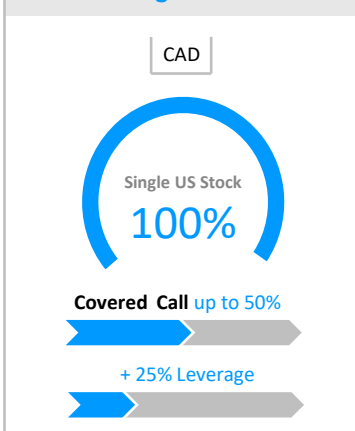 CAD
Single US Stock
100%
Covered Call up to 50%
+ 25% Leverage